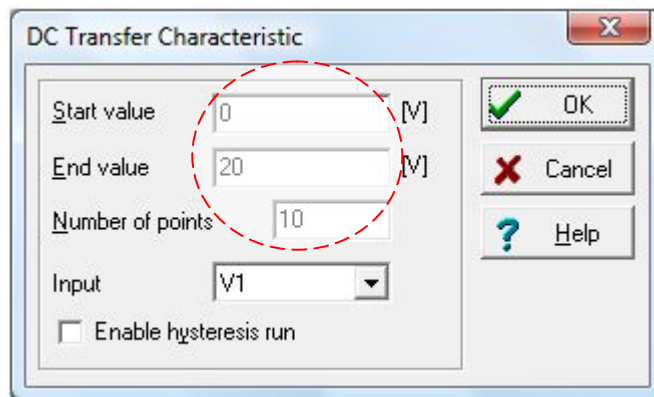 DC Transfer Characteristic
Start value 0 [V]
End value 20 [V]
Number of points 10
Input V1
Enable hysteresis run
OK
Cancel
Help